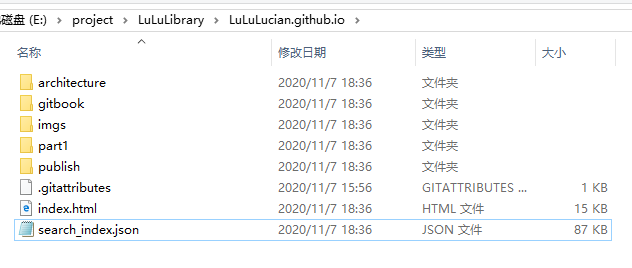 磁盘 (E:) > project > LuLuLibrary > LuLuLucian.github.io >
名称 修改日期 类型 大小
architecture 2020/11/7 18:36 文件夹
gitbook 2020/11/7 18:36 文件夹
imgs 2020/11/7 18:36 文件夹
part1 2020/11/7 18:36 文件夹
publish 2020/11/7 18:36 文件夹
.gitattributes 2020/11/7 15:56 GITATTRIBUTES ... 1 KB
index.html 2020/11/7 18:36 HTML 文件 15 KB
search_index.json 2020/11/7 18:36 JSON 文件 87 KB